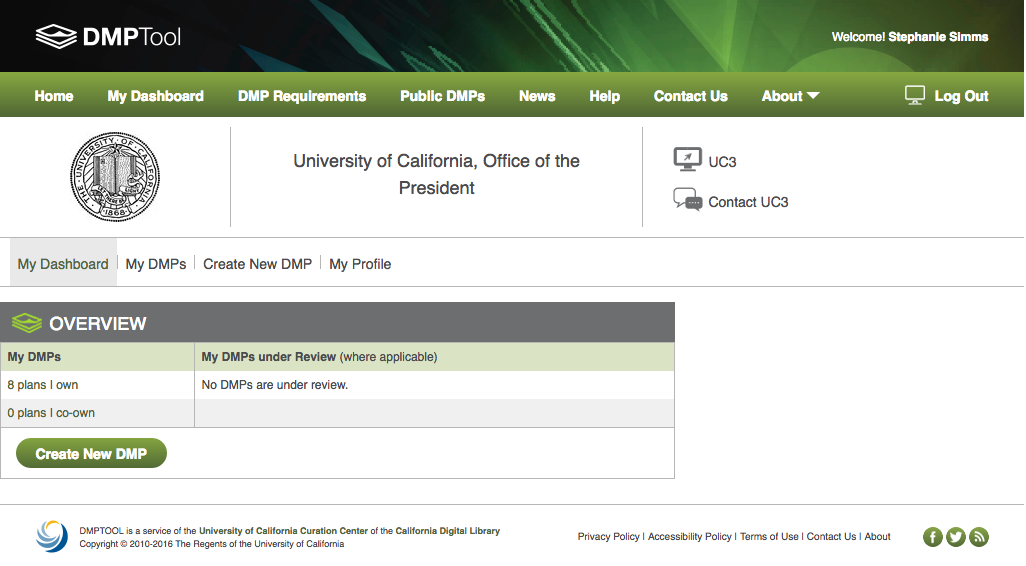 DMPTool
Welcome! Stephanie Simms
Home My Dashboard DMP Requirements Public DMPs News Help Contact Us About Log Out
THE UNIVERSITY OF CALIFORNIA
1868
University of California, Office of the
President
UC3
Contact UC3
My Dashboard My DMPs Create New DMP My Profile
OVERVIEW
My DMPs My DMPs under Review (where applicable)
8 plans I own No DMPs are under review.
0 plans I co-own
Create New DMP
DMPTOOL is a service of the University of California Curation Center of the California Digital Library
Copyright © 2010-2016 The Regents of the University of California
Privacy Policy | Accessibility Policy | Terms of Use | Contact Us | About